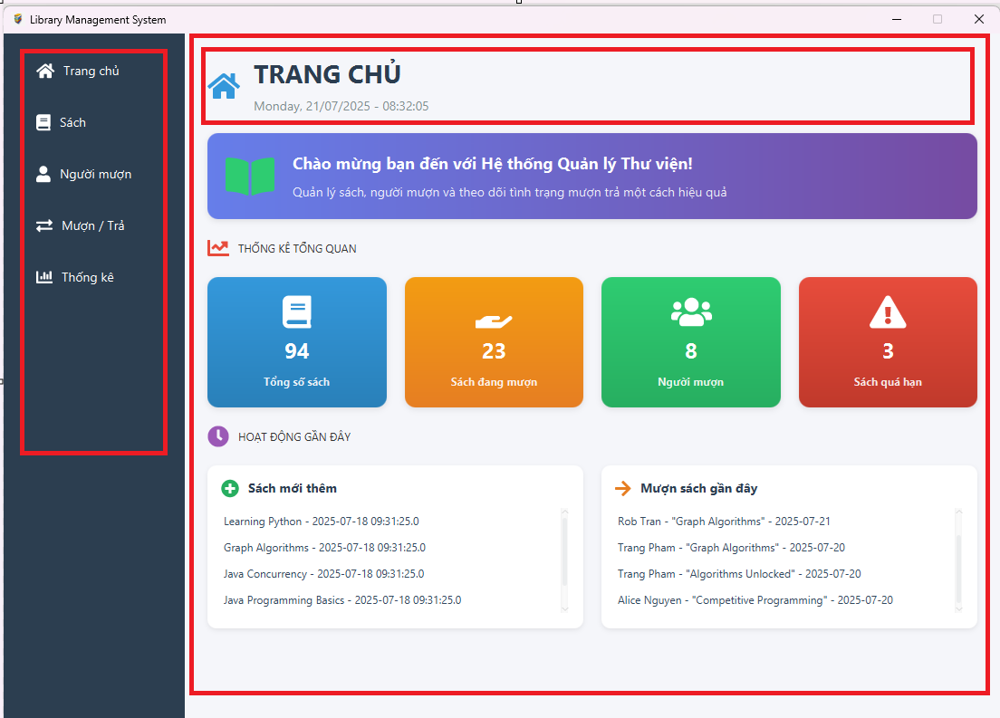 Library Management System
Trang chủ
Sách
Người mượn
Mượn / Trả
Thống kê
TRANG CHỦ
Monday, 21/07/2025 - 08:32:05
Chào mừng bạn đến với Hệ thống Quản lý Thư viện!
Quản lý sách, người mượn và theo dõi tình trạng mượn trả một cách hiệu quả
THỐNG KÊ TỔNG QUAN
94
Tổng số sách
23
Sách đang mượn
8
Người mượn
3
Sách quá hạn
HOẠT ĐỘNG GẦN ĐÂY
Sách mới thêm
Learning Python - 2025-07-18 09:31:25.0
Graph Algorithms - 2025-07-18 09:31:25.0
Java Concurrency - 2025-07-18 09:31:25.0
Java Programming Basics - 2025-07-18 09:31:25.0
Mượn sách gần đây
Rob Tran - "Graph Algorithms" - 2025-07-21
Trang Pham - "Graph Algorithms" - 2025-07-20
Trang Pham - "Algorithms Unlocked" - 2025-07-20
Alice Nguyen - "Competitive Programming" - 2025-07-20